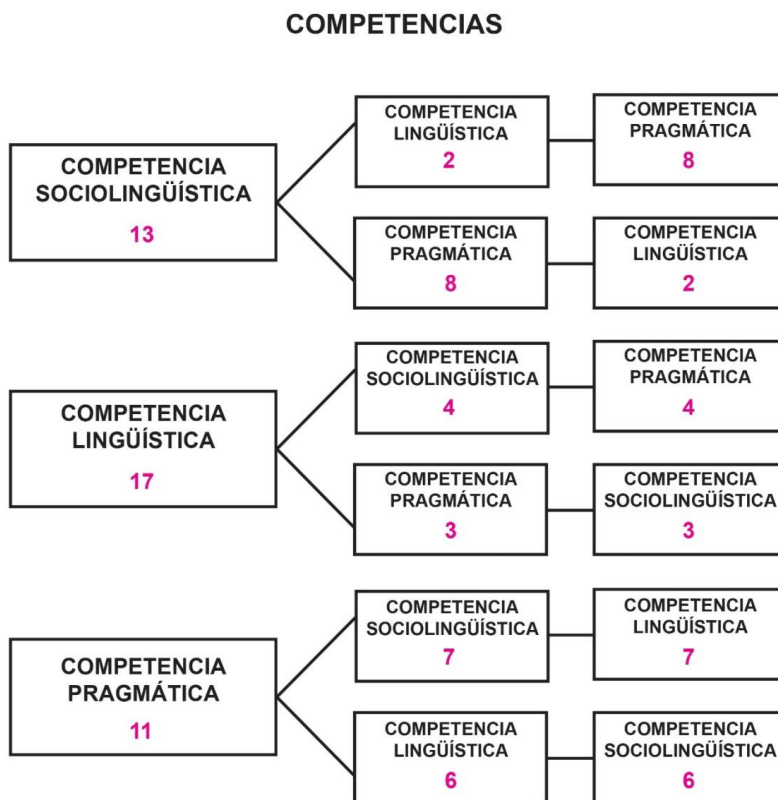 COMPETENCIAS
COMPETENCIA
SOCIOLINGÜÍSTICA
13
COMPETENCIA
LINGÜÍSTICA
2
COMPETENCIA
PRAGMÁTICA
8
COMPETENCIA
PRAGMÁTICA
8
COMPETENCIA
LINGÜÍSTICA
2
COMPETENCIA
LINGÜÍSTICA
17
COMPETENCIA
SOCIOLINGÜÍSTICA
4
COMPETENCIA
PRAGMÁTICA
4
COMPETENCIA
PRAGMÁTICA
3
COMPETENCIA
SOCIOLINGÜÍSTICA
3
COMPETENCIA
PRAGMÁTICA
11
COMPETENCIA
SOCIOLINGÜÍSTICA
7
COMPETENCIA
LINGÜÍSTICA
7
COMPETENCIA
LINGÜÍSTICA
6
COMPETENCIA
SOCIOLINGÜÍSTICA
6